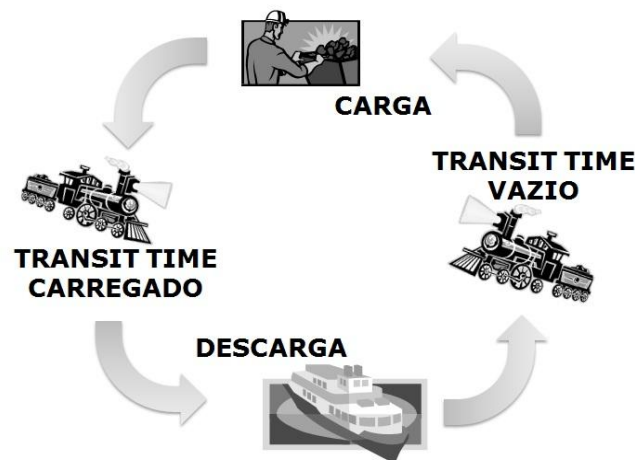 CARGA
TRANSIT TIME
VAZIO
TRANSIT TIME
CARREGADO
DESCARGA